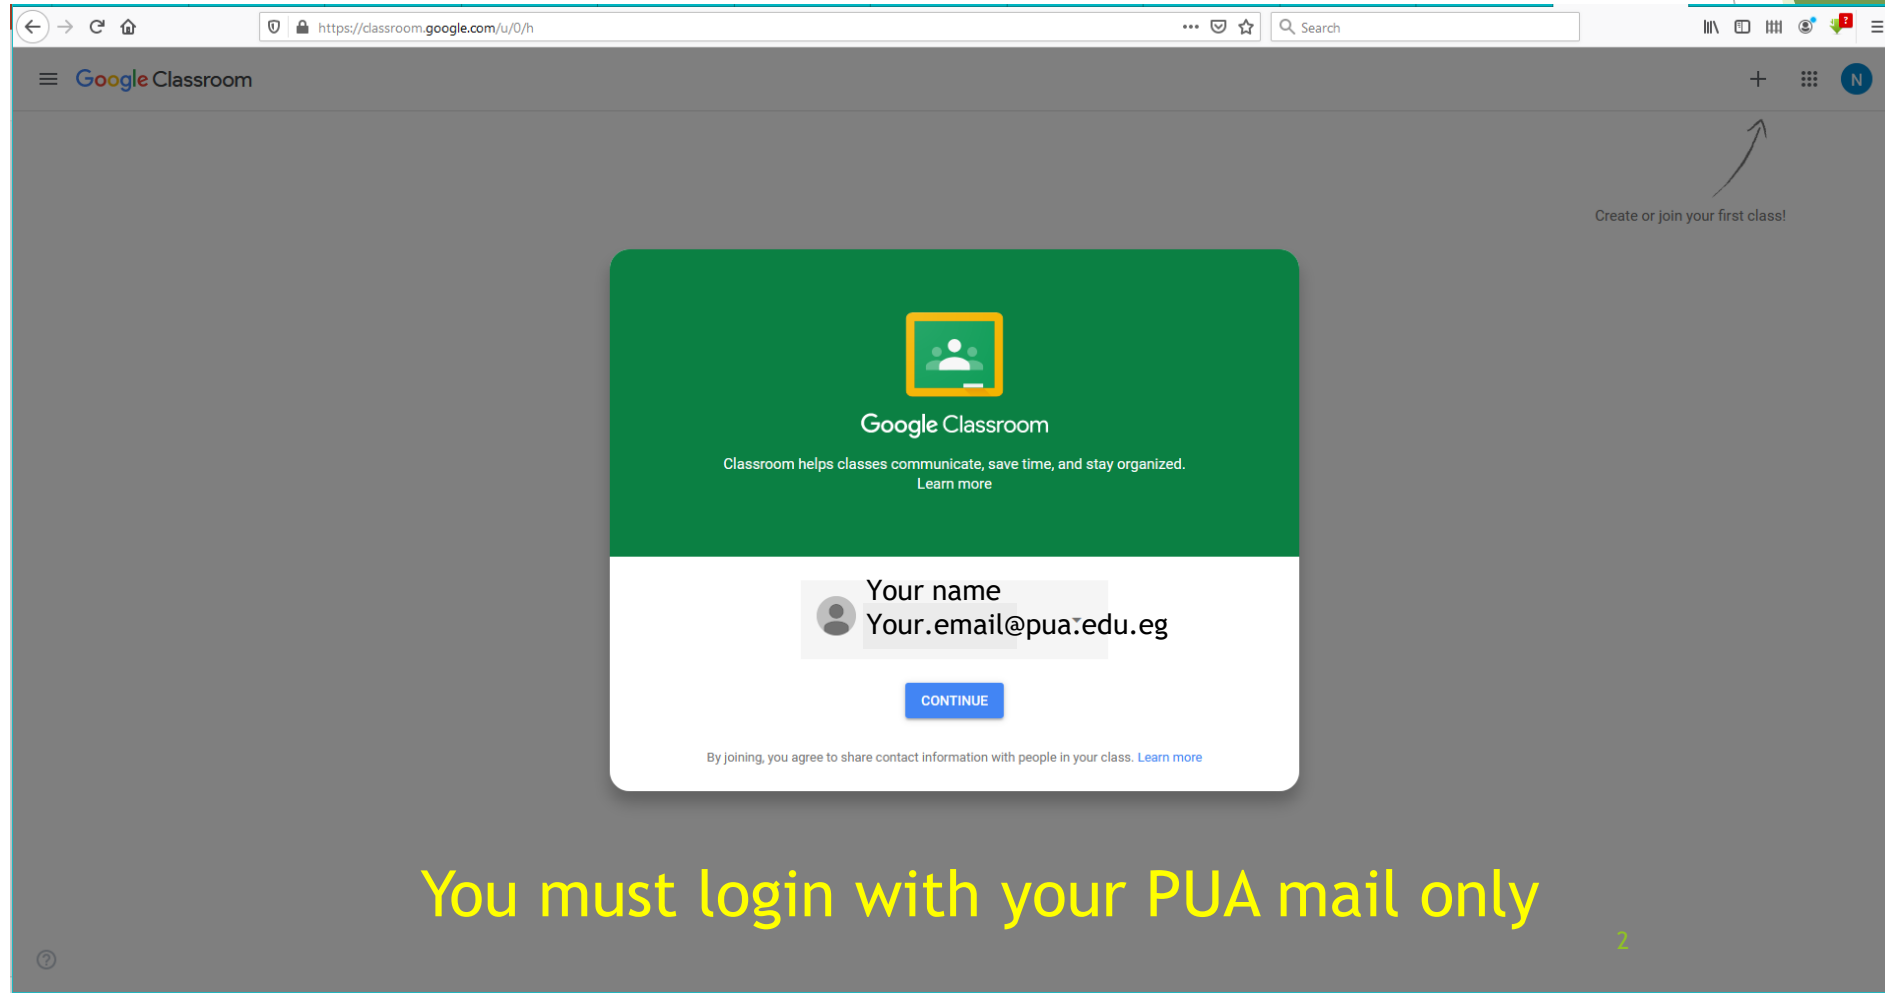 https://classroom.google.com/u/0/h
Search
Google Classroom
N
Create or join your first class!
Google Classroom
Classroom helps classes communicate, save time, and stay organized.
Learn more
Your name
Your.email@pua.edu.eg
CONTINUE
By joining, you agree to share contact information with people in your class. Learn more
You must login with your PUA mail only
2